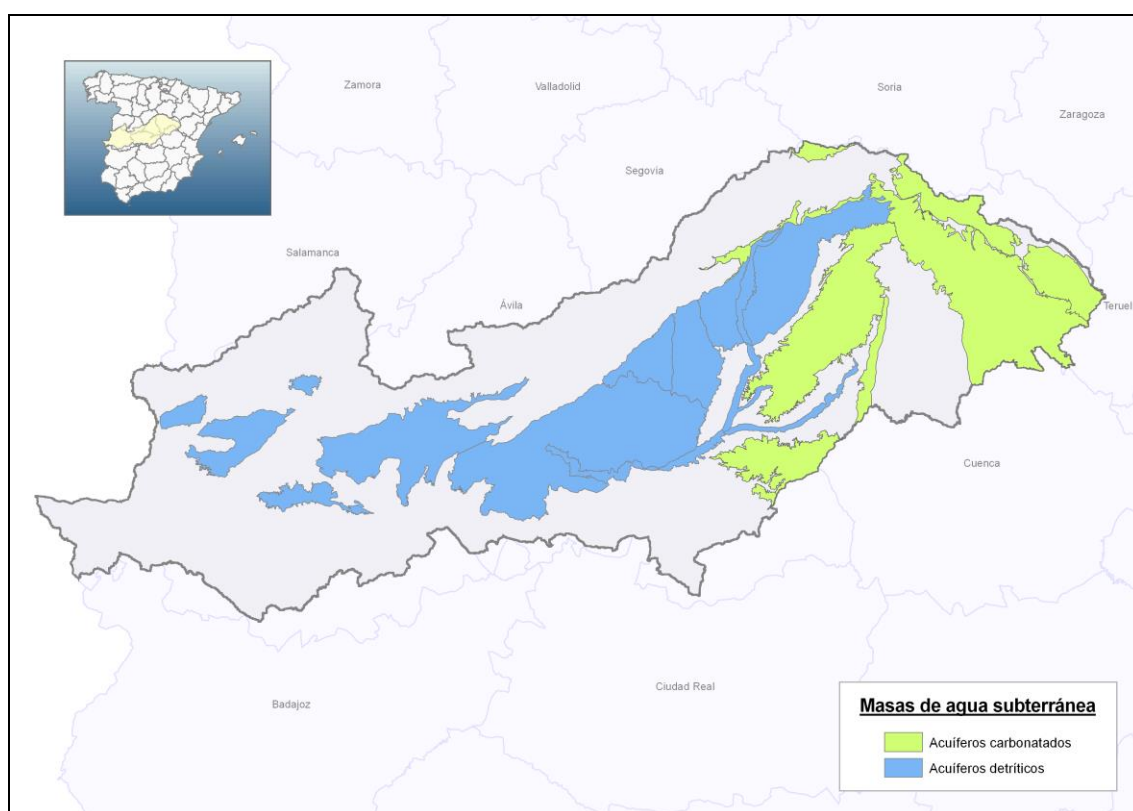 Zamora
Valladolid
Soria
Zaragoza
Segovia
Salamanca
Ávila
Teruel
Cuenca
Ciudad Real
Badajoz
Masas de agua subterránea
Acuíferos carbonatados
Acuíferos detríticos